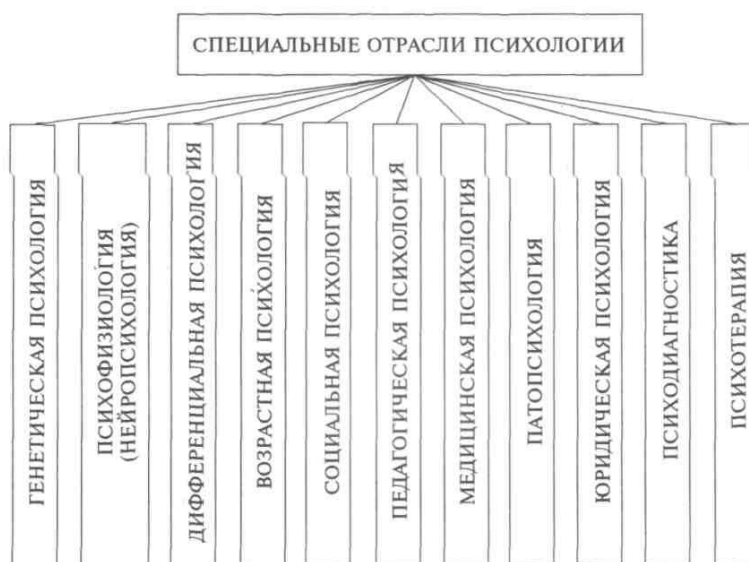 СПЕЦИАЛЬНЫЕ ОТРАСЛИ ПСИХОЛОГИИ
ГЕНЕТИЧЕСКАЯ ПСИХОЛОГИЯ
ПСИХОФИЗИОЛОГИЯ
(НЕЙРОПСИХОЛОГИЯ)
ДИФФЕРЕНЦИАЛЬНАЯ ПСИХОЛОГИЯ
ВОЗРАСТНАЯ ПСИХОЛОГИЯ
СОЦИАЛЬНАЯ ПСИХОЛОГИЯ
ПЕДАГОГИЧЕСКАЯ ПСИХОЛОГИЯ
МЕДИЦИНСКАЯ ПСИХОЛОГИЯ
ПАТОПСИХОЛОГИЯ
ЮРИДИЧЕСКАЯ ПСИХОЛОГИЯ
ПСИХОДИАГНОСТИКА
ПСИХОТЕРАПИЯ